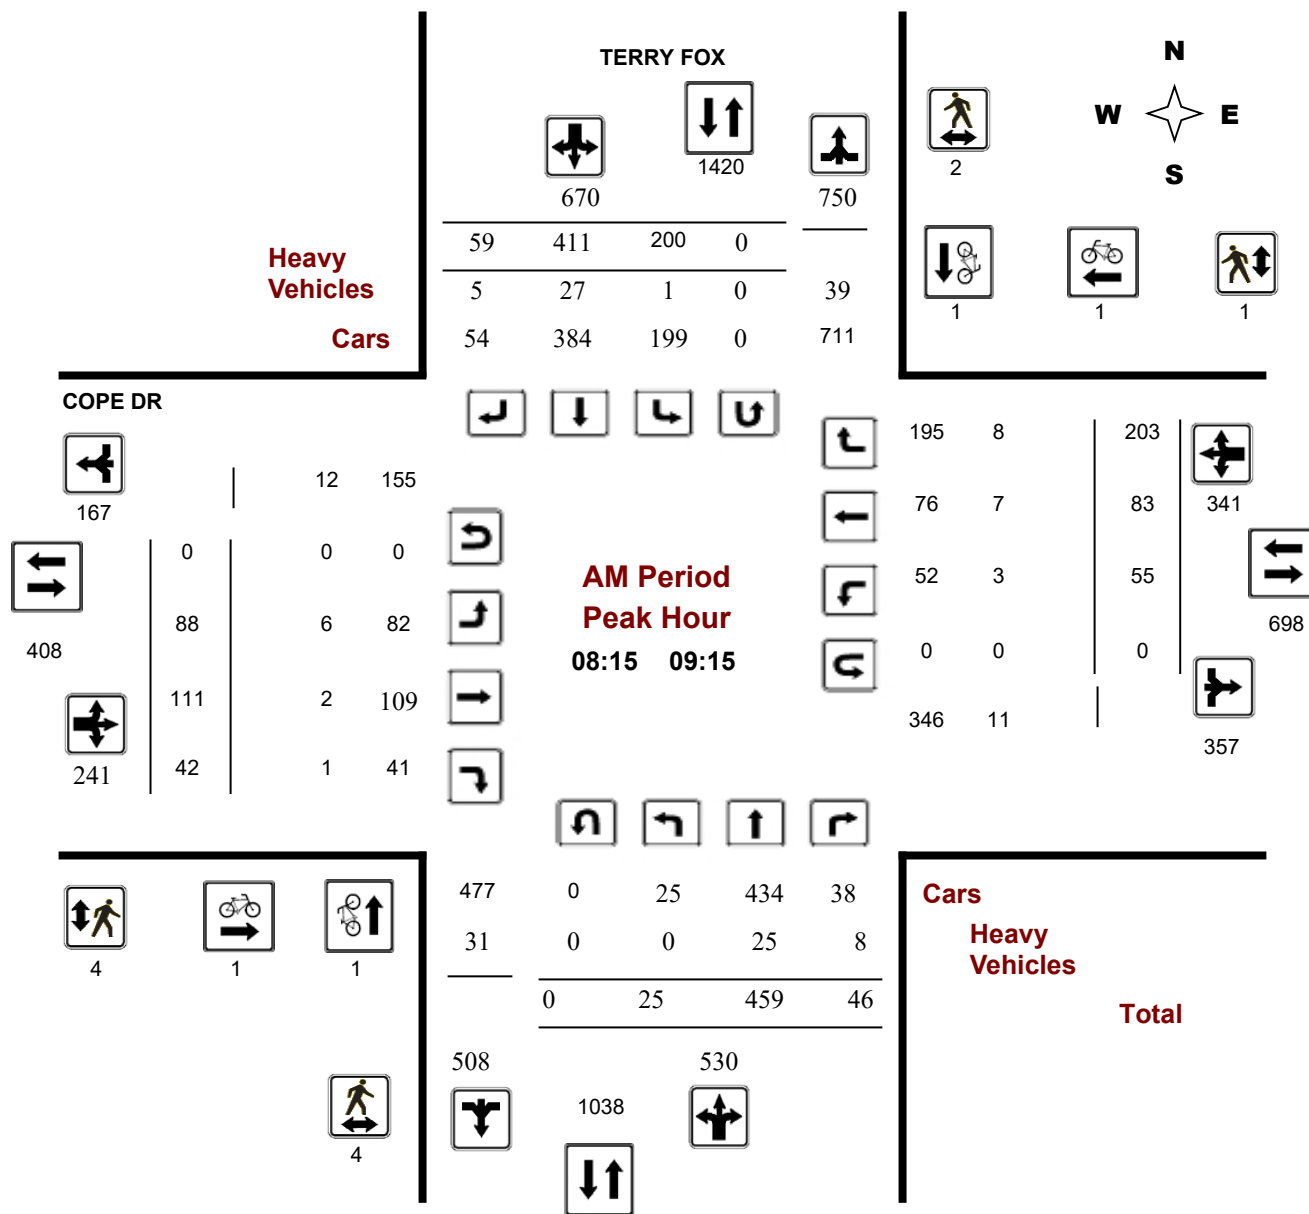 TERRY FOX
N
W E
S
1420
2
670 750
59 411 200 0
Heavy
Vehicles
5 27 1 0 39
1 1 1
Cars
54 384 199 0 711
COPE DR
195 8 203
12 155
167
76 7 83 341
0 0 0
AM Period
52 3 55
Peak Hour
88 6 82
698
408
08:15 09:15
0 0 0
111 2 109
346 11
357
241 42 1 41
477 0 25 434 38
Cars
31 0 0 25 8
Heavy
Vehicles
4 1 1
0 25 459 46
Total
508 530
1038
4